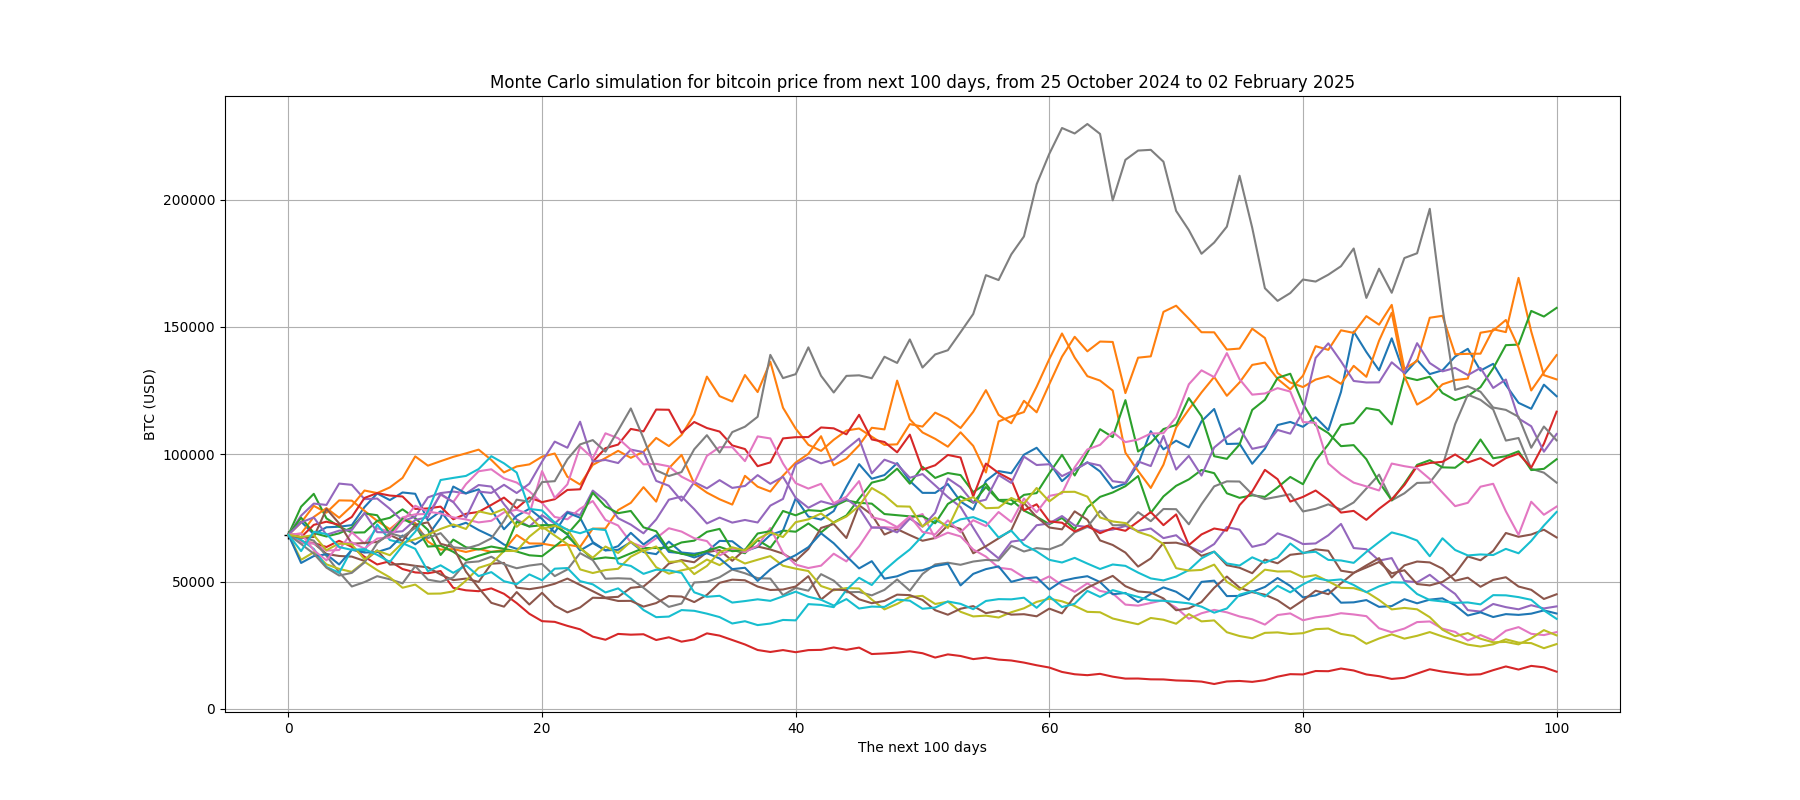 Monte Carlo simulation for bitcoin price from next 100 days, from 25 October 2024 to 02 February 2025
BTC (USD)
200000
150000
100000
50000
0
0 20 40 60 80 100
The next 100 days